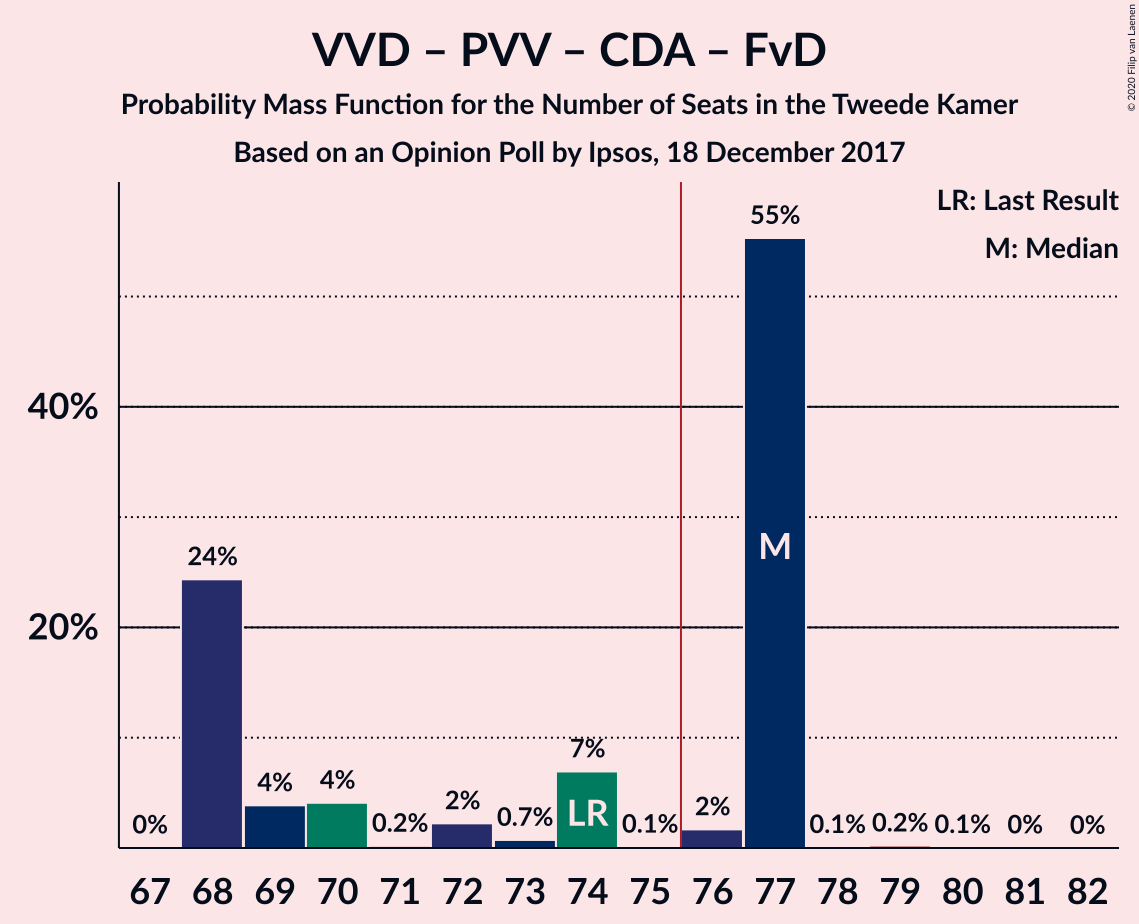 VVD – PVV – CDA – FvD
Probability Mass Function for the Number of Seats in the Tweede Kamer
Based on an Opinion Poll by Ipsos, 18 December 2017
© 2020 Filip van Laenen
LR: Last Result
M: Median
40%
20%
0%
24%
4%
4%
0.2%
2%
0.7%
7%
0.1%
2%
55%
0.1%
0.2%
0.1%
0%
0%
LR
M
67 68 69 70 71 72 73 74 75 76 77 78 79 80 81 82